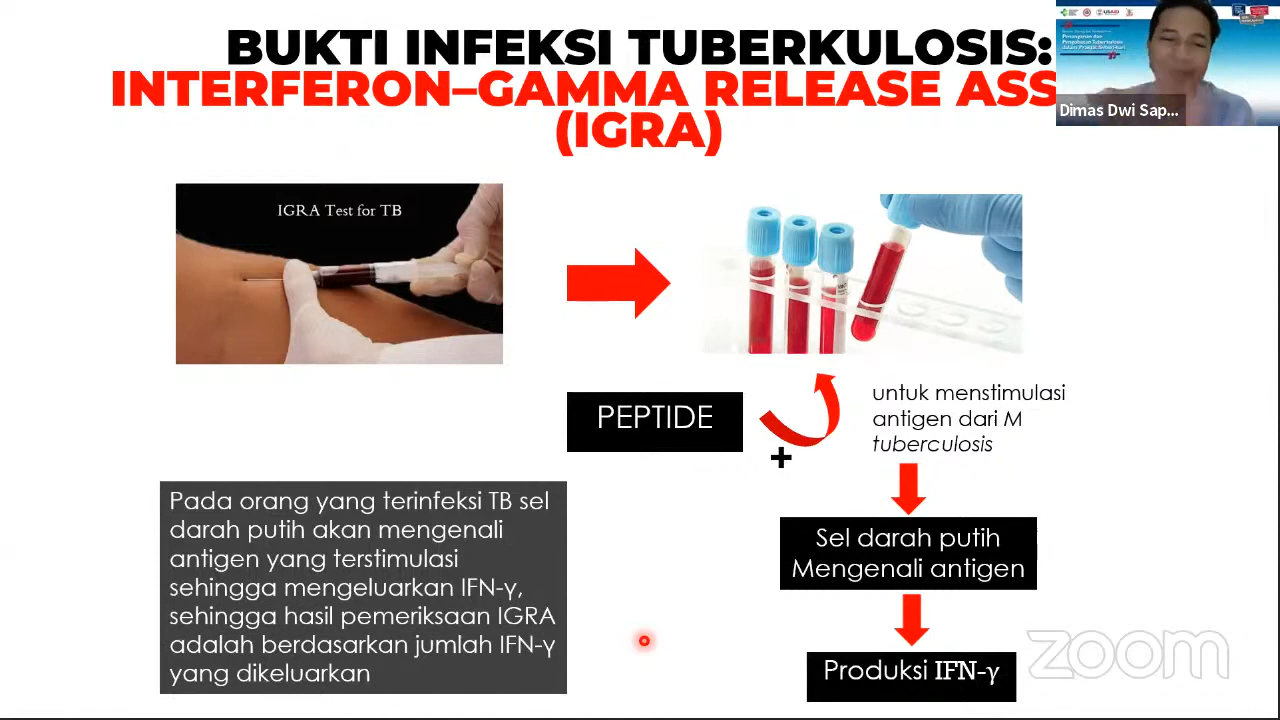 BUKTI INFEKSI TUBERKULOSIS:
INTERFERON–GAMMA RELEASE ASS
(IGRA)
USAID
Dimas Dwi Sap...
IGRA Test for TB
PEPTIDE
+
untuk menstimulasi
antigen dari M
tuberculosis
Pada orang yang terinfeksi TB sel
darah putih akan mengenali
antigen yang terstimulasi
sehingga mengeluarkan IFN-γ,
sehingga hasil pemeriksaan IGRA
adalah berdasarkan jumlah IFN-γ
yang dikeluarkan
Sel darah putih
Mengenali antigen
Produksi IFN-γ
zoom